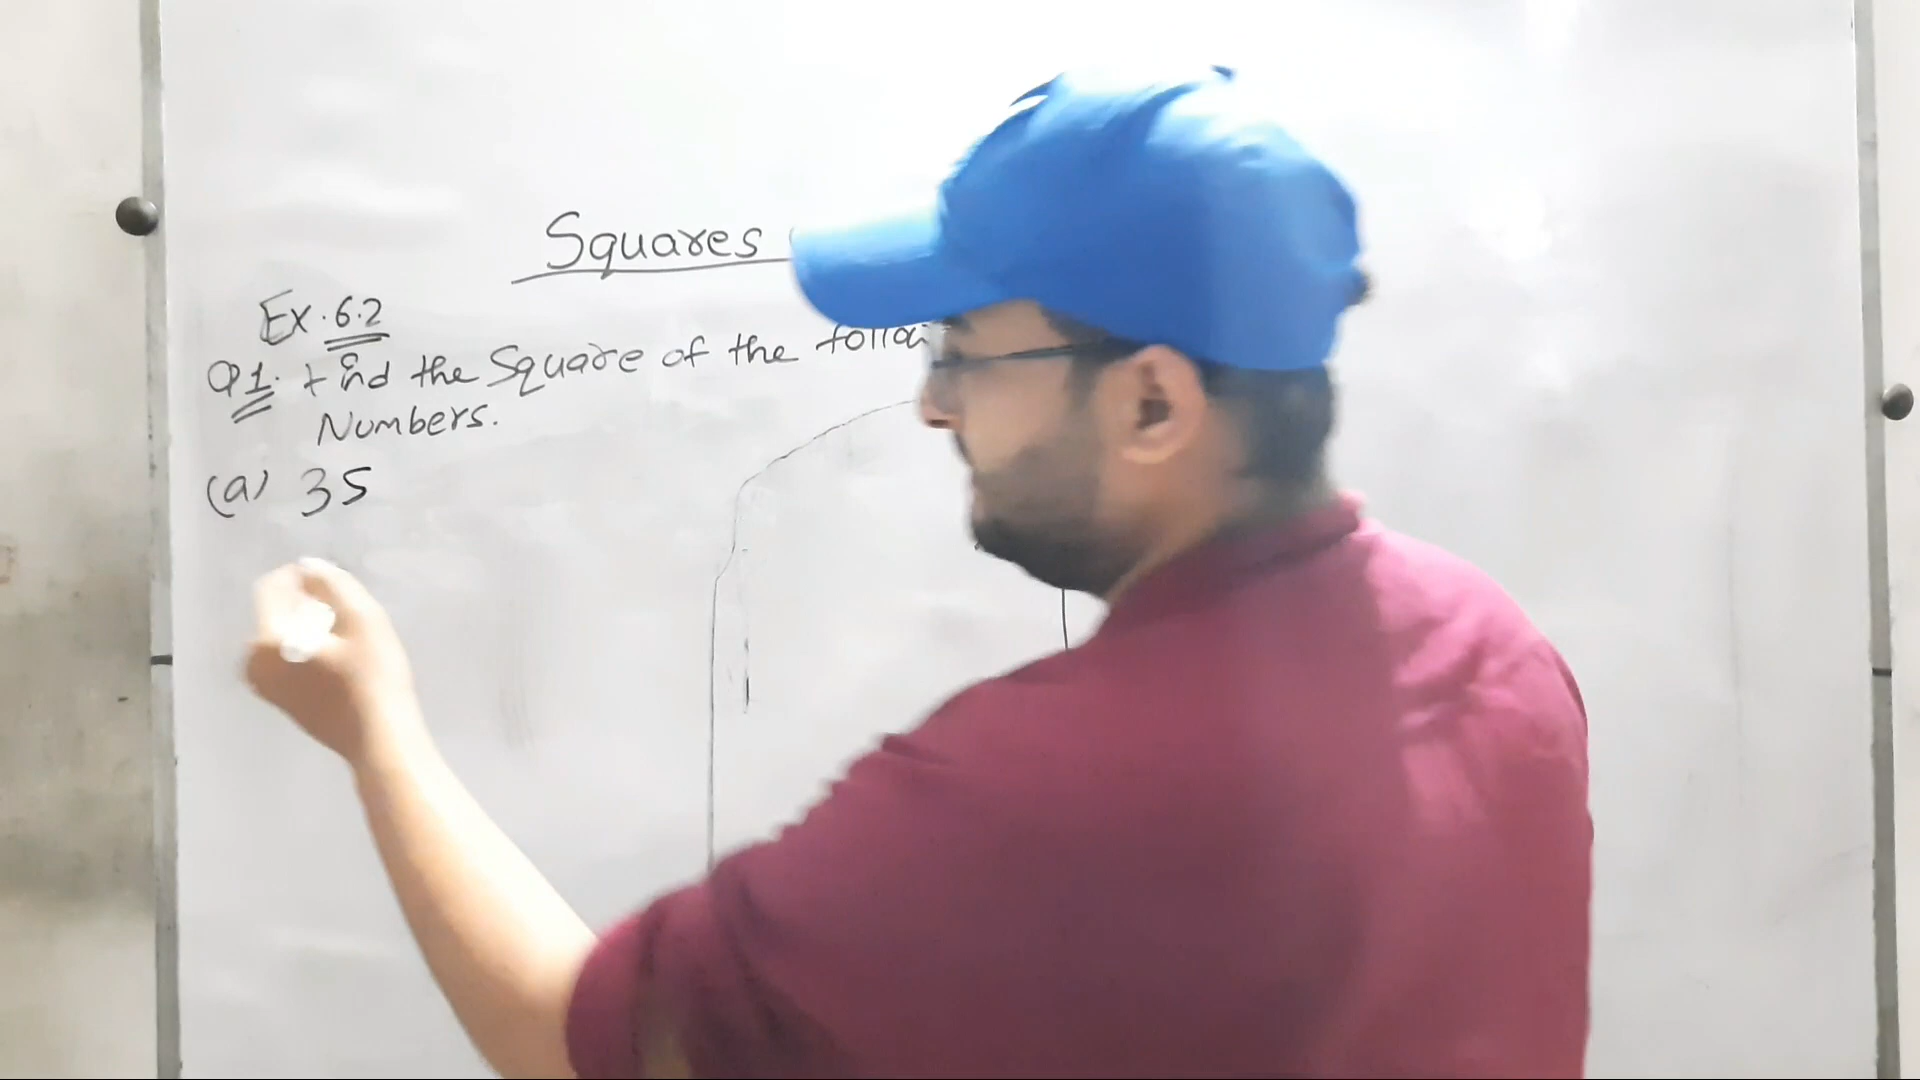 Squares
Ex. 6.2
Q1. Find the Square of the
Numbers.
(a) 35